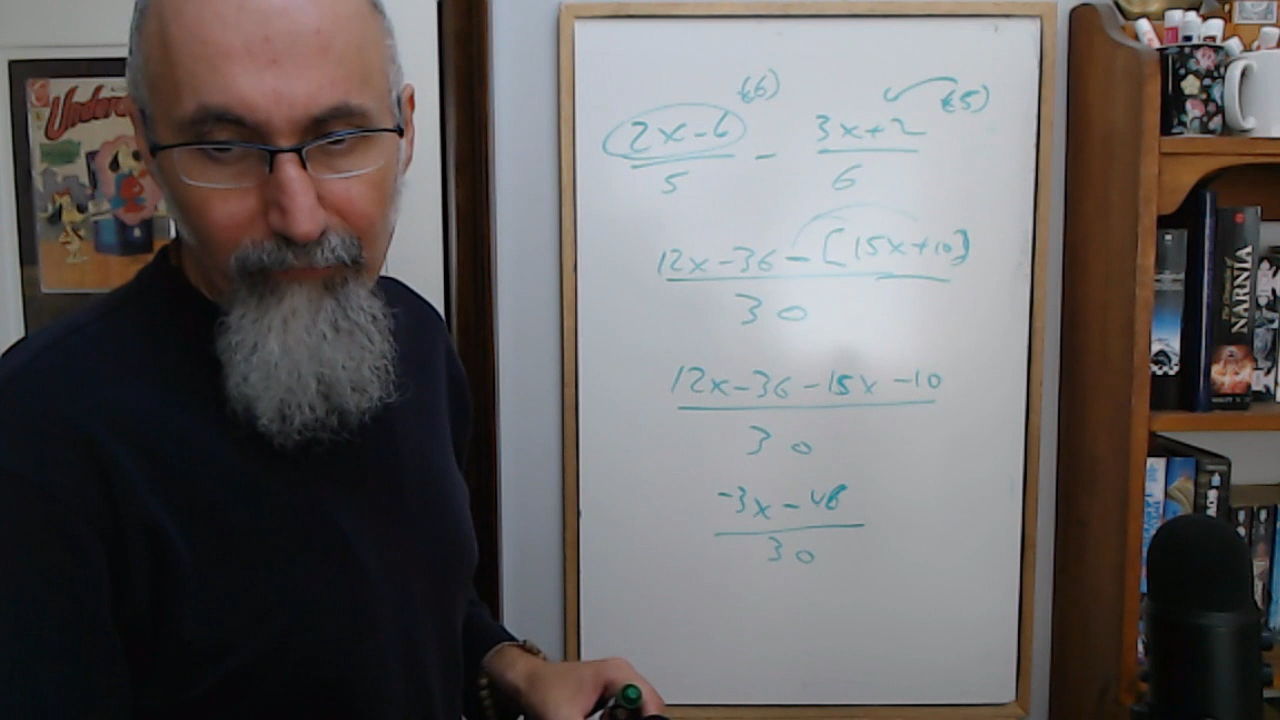 (6) (5)
2x-6 - 3x+2
5 6
12x-36-[15x+10]
30
12x-36-15x-10
30
-3x-46
30
Under
NARNIA